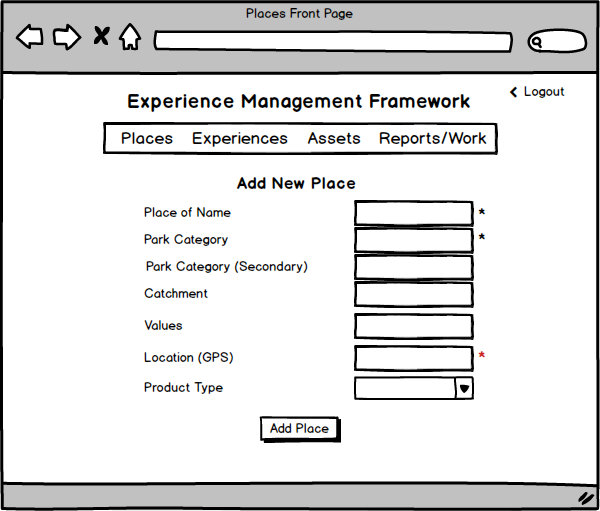 Places Front Page
Logout
Experience Management Framework
Places Experiences Assets Reports/Work
Add New Place
Place of Name *
Park Category *
Park Category (Secondary)
Catchment
Values
Location (GPS) *
Product Type
Add Place